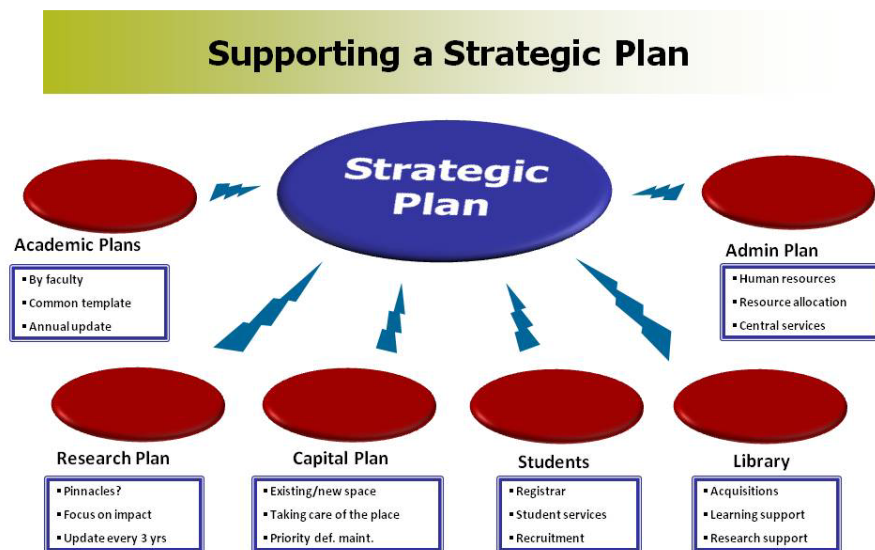 Supporting a Strategic Plan
Strategic
Plan
Academic Plans
▪ By faculty
▪ Common template
▪ Annual update
Admin Plan
▪ Human resources
▪ Resource allocation
▪ Central services
Research Plan
▪ Pinnacles?
▪ Focus on impact
▪ Update every 3 yrs
Capital Plan
▪ Existing/new space
▪ Taking care of the place
▪ Priority def. maint.
Students
▪ Registrar
▪ Student services
▪ Recruitment
Library
▪ Acquisitions
▪ Learning support
▪ Research support